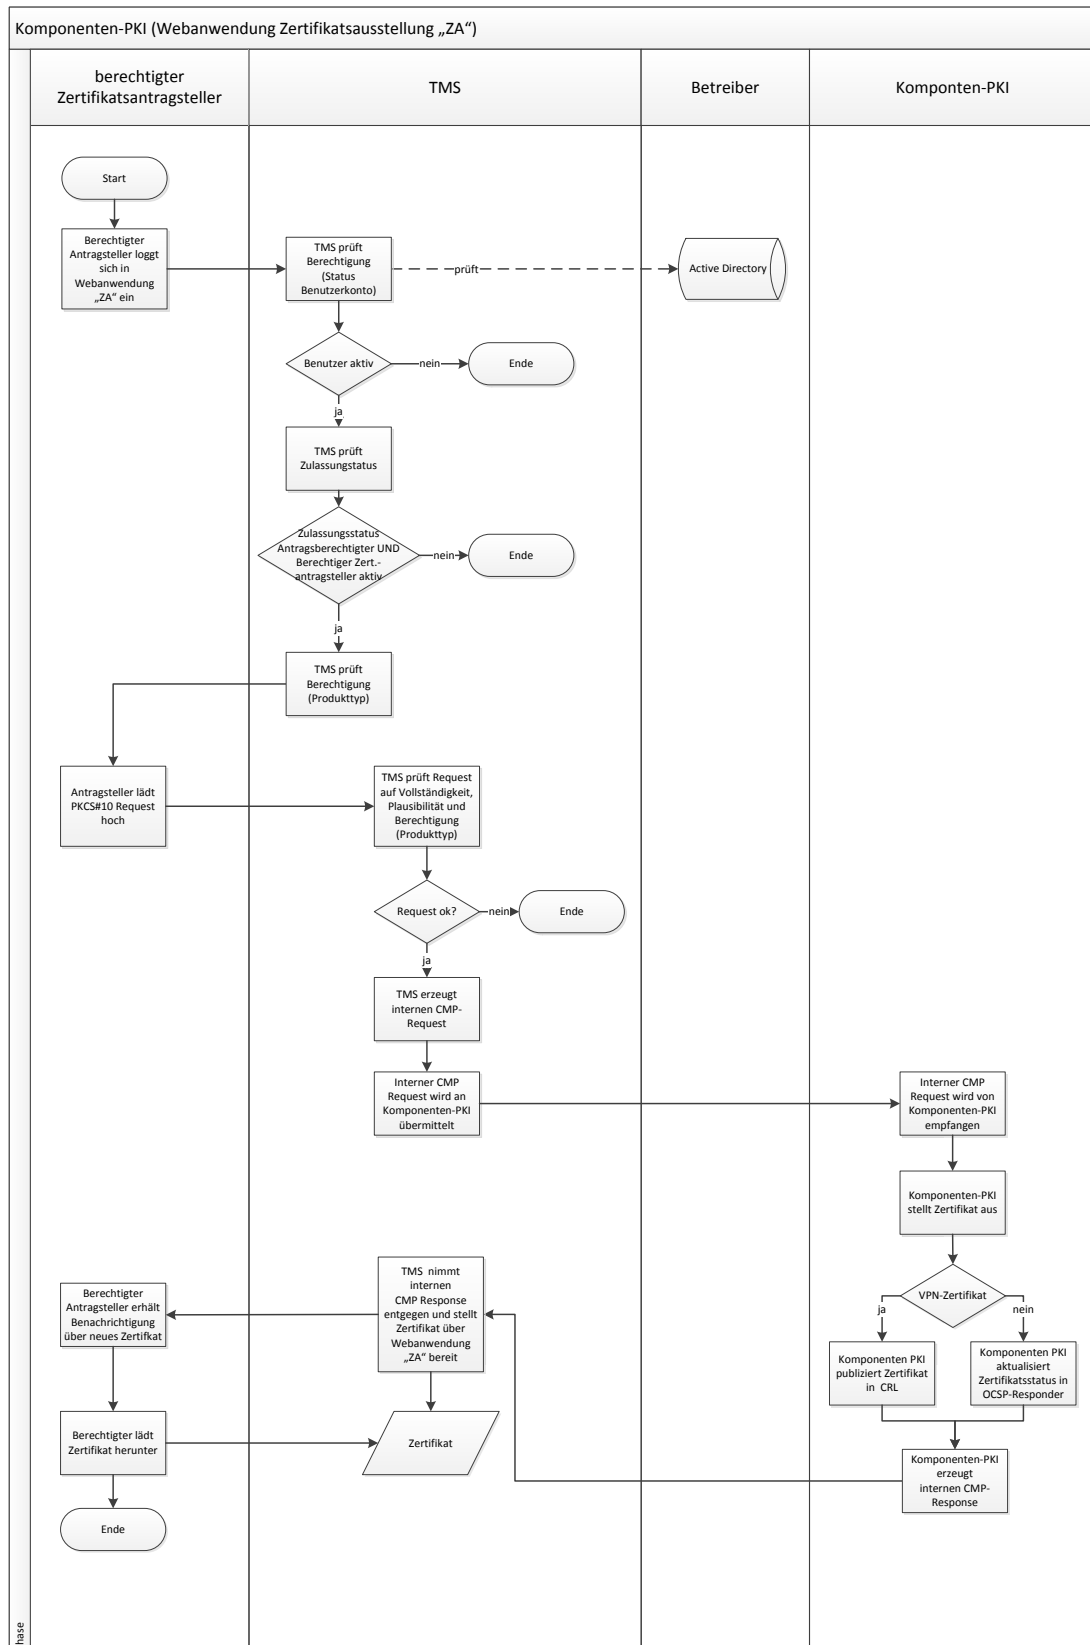 Komponenten-PKI (Webanwendung Zertifikatsausstellung „ZA“)
berechtigter
Zertifikatsantragsteller
TMS
Betreiber
Komponten-PKI
Start
Berechtigter
Antragsteller loggt
sich in
Webanwendung
„ZA“ ein
TMS prüft
Berechtigung
(Status
Benutzerkonto)
prüft
Active Directory
Benutzer aktiv
nein
Ende
ja
TMS prüft
Zulassungstatus
Zulassungsstatus
Antragsberechtigter UND
Berechtiger Zert.-
antragsteller aktiv
nein
Ende
ja
TMS prüft
Berechtigung
(Produkttyp)
Antragsteller lädt
PKCS#10 Request
hoch
TMS prüft Request
auf Vollständigkeit,
Plausibilität und
Berechtigung
(Produkttyp)
Request ok?
nein
Ende
ja
TMS erzeugt
internen CMP-
Request
Interner CMP
Request wird an
Komponenten-PKI
übermittelt
Interner CMP
Request wird von
Komponenten-PKI
empfangen
Komponenten-PKI
stellt Zertifikat aus
VPN-Zertifikat
ja
nein
Komponenten PKI
publiziert Zertifikat
in CRL
Komponenten PKI
aktualisiert
Zertifikatsstatus in
OCSP-Responder
Komponenten-PKI
erzeugt
internen CMP-
Response
TMS nimmt
internen
CMP Response
entgegen und stellt
Zertifikat über
Webanwendung
„ZA“ bereit
Berechtigter
Antragsteller erhält
Benachrichtigung
über neues Zertifkat
Berechtigter lädt
Zertifikat herunter
Zertifikat
Ende
hase